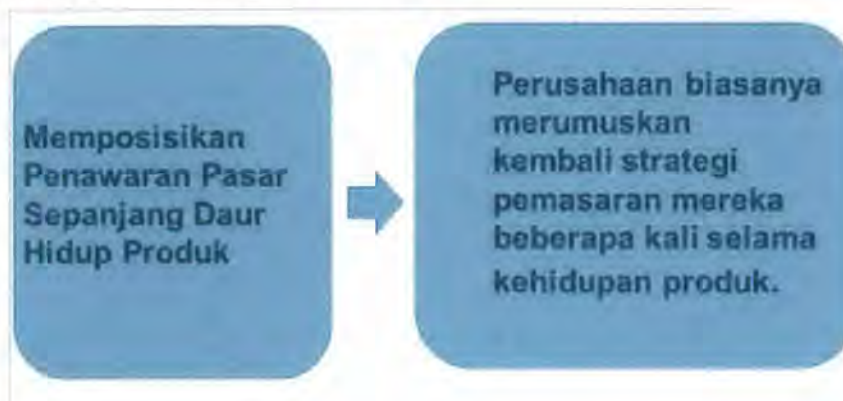 Memposisikan
Penawaran Pasar
Sepanjang Daur
Hidup Produk
Perusahaan biasanya
merumuskan
kembali strategi
pemasaran mereka
beberapa kali selama
kehidupan produk.